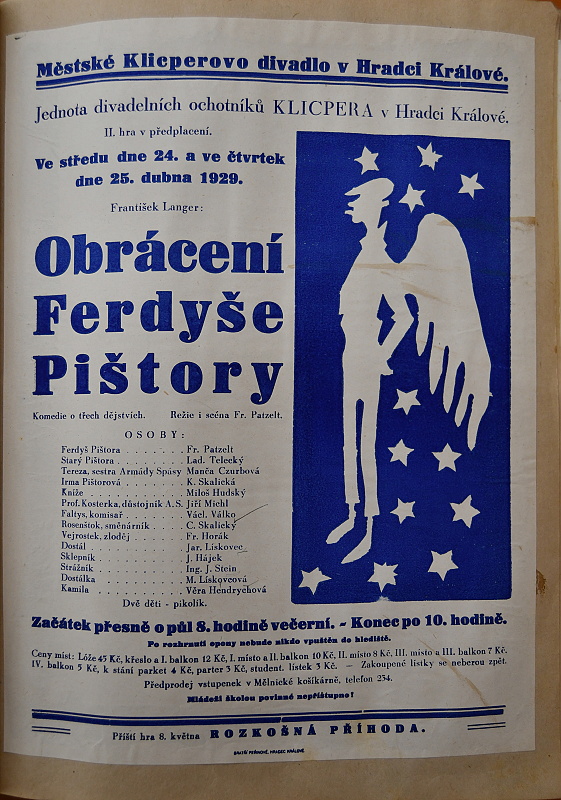 Městské Klicperovo divadlo v Hradci Králové.
Jednota divadelních ochotníků KLICPERA v Hradci Králové.
II. hra v předplacení.
Ve středu dne 24. a ve čtvrtek
dne 25. dubna 1929.
František Langer:
Obrácení
Ferdyše
Pištory
Komedie o třech dějstvích. Režie i scéna Fr. Patzelt.
OSOBY:
Ferdyš Pištora . . . . . . . Fr. Patzelt
Starý Pištora . . . . . . . . Lad. Telecký
Tereza, sestra Armády Spásy Manča Czurbová
Irma Pištorová . . . . . . . K. Skalická
Kníže . . . . . . . . . . . Miloš Hudský
Prof. Kosterka, důstojník A. S. Jiří Michl
Faltys, komisař . . . . . . . Václ. Válko
Rosenštok, směnárník . . . . C. Skalický
Vejrostek, zloděj . . . . . . Fr. Horák
Dostál . . . . . . . . . . . Jar. Lískovec
Sklepník . . . . . . . . . . J. Hájek
Strážník . . . . . . . . . . Ing. J. Stein
Dostálka . . . . . . . . . . M. Lískovcová
Kamila . . . . . . . . . . . Věra Hendrychová
Dvě děti - pikolík.
Začátek přesně o půl 8. hodině večerní. - Konec po 10. hodině.
Po rozhrnutí opony nebude nikdo vpuštěn do hlediště.
Ceny míst: Lóže 45 Kč, křeslo a I. balkon 12 Kč, I. místo a II. balkon 10 Kč, II. místo 8 Kč, III. místo a III. balkon 7 Kč.
IV. balkon 5 Kč, k stání parket 4 Kč, parter 3 Kč, student. lístek 3 Kč. — Zakoupené lístky se neberou zpět.
Předprodej vstupenek v Mělnické košíkárně, telefon 234.
Mládeži školou povinné nepřístupno!
Příští hra 8. května ROZKOŠNÁ PŘÍHODA.
BRATŘI PEŘINOVÉ, HRADEC KRÁLOVÉ